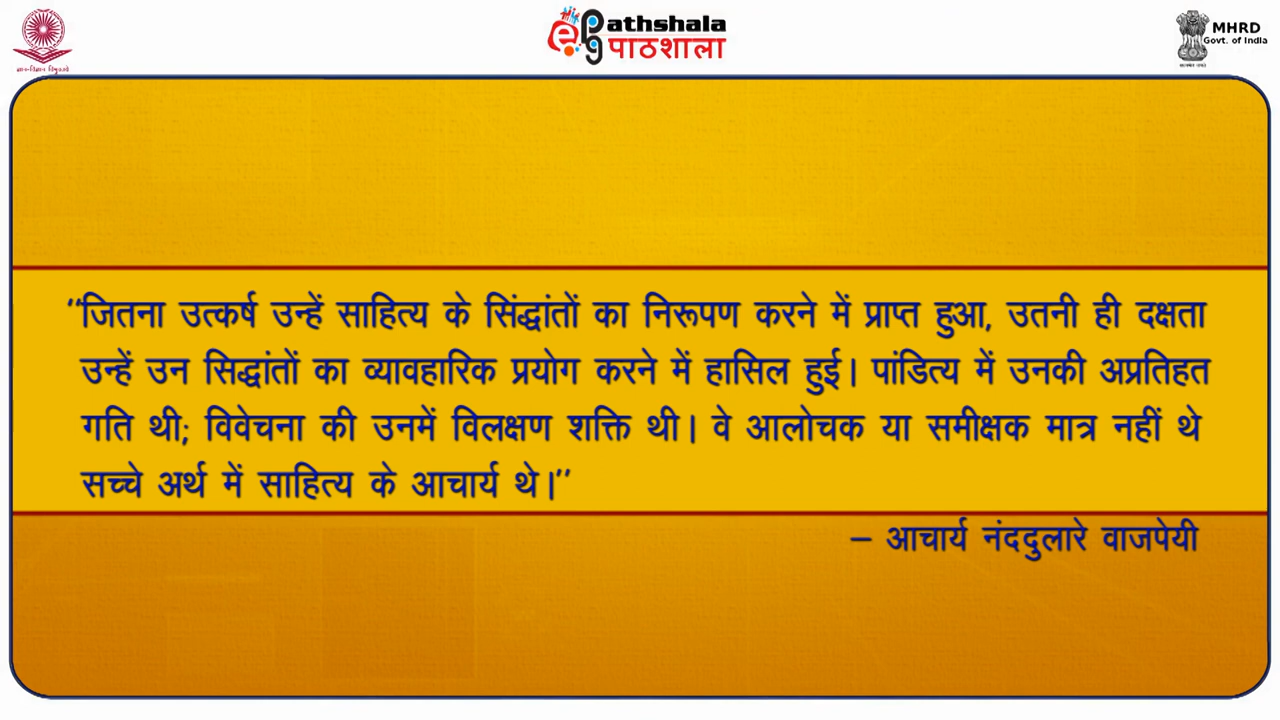 ePathshala
पाठशाला
MHRD
Govt. of India
"जितना उत्कर्ष उन्हें साहित्य के सिंद्धांतों का निरूपण करने में प्राप्त हुआ, उतनी ही दक्षता
उन्हें उन सिद्धांतों का व्यावहारिक प्रयोग करने में हासिल हुई। पांडित्य में उनकी अप्रतिहत
गति थी; विवेचना की उनमें विलक्षण शक्ति थी। वे आलोचक या समीक्षक मात्र नहीं थे
सच्चे अर्थ में साहित्य के आचार्य थे।"
– आचार्य नंददुलारे वाजपेयी